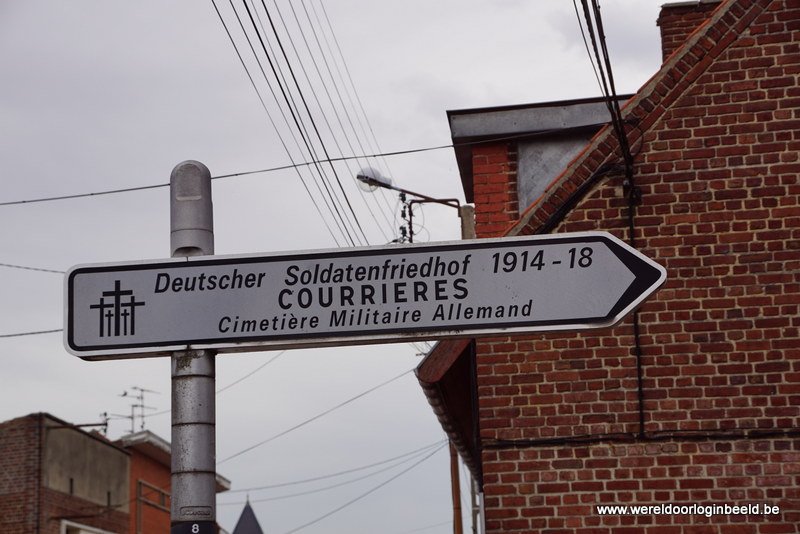 Deutscher Soldatenfriedhof 1914-18
COURRIERES
Cimetière Militaire Allemand
www.wereldoorloginbeeld.be
8